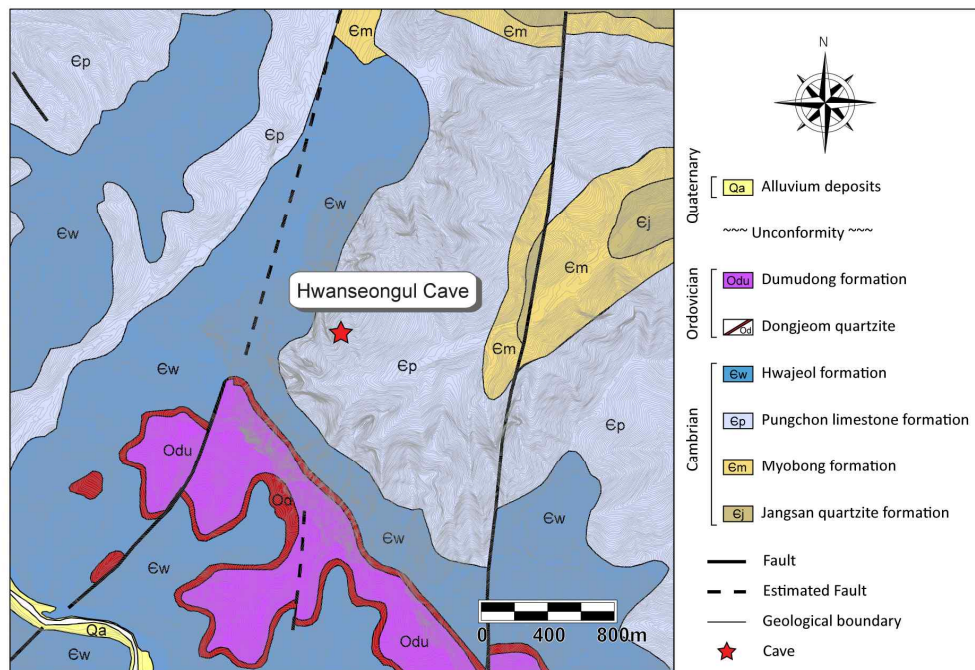 Єm
Єm
Єp
Єp
Єw
Єw
Єj
Єm
Hwanseongul Cave
Єm
Єp
Єw
Єp
Odu
Od
Єw
Єw
Єw
Qa
Єw
Odu
0 400 800m
N
Quaternary
Qa Alluvium deposits
~~~ Unconformity ~~~
Ordovician
Odu Dumudong formation
Od Dongjeom quartzite
Cambrian
Єw Hwajeol formation
Єp Pungchon limestone formation
Єm Myobong formation
Єj Jangsan quartzite formation
Fault
Estimated Fault
Geological boundary
Cave